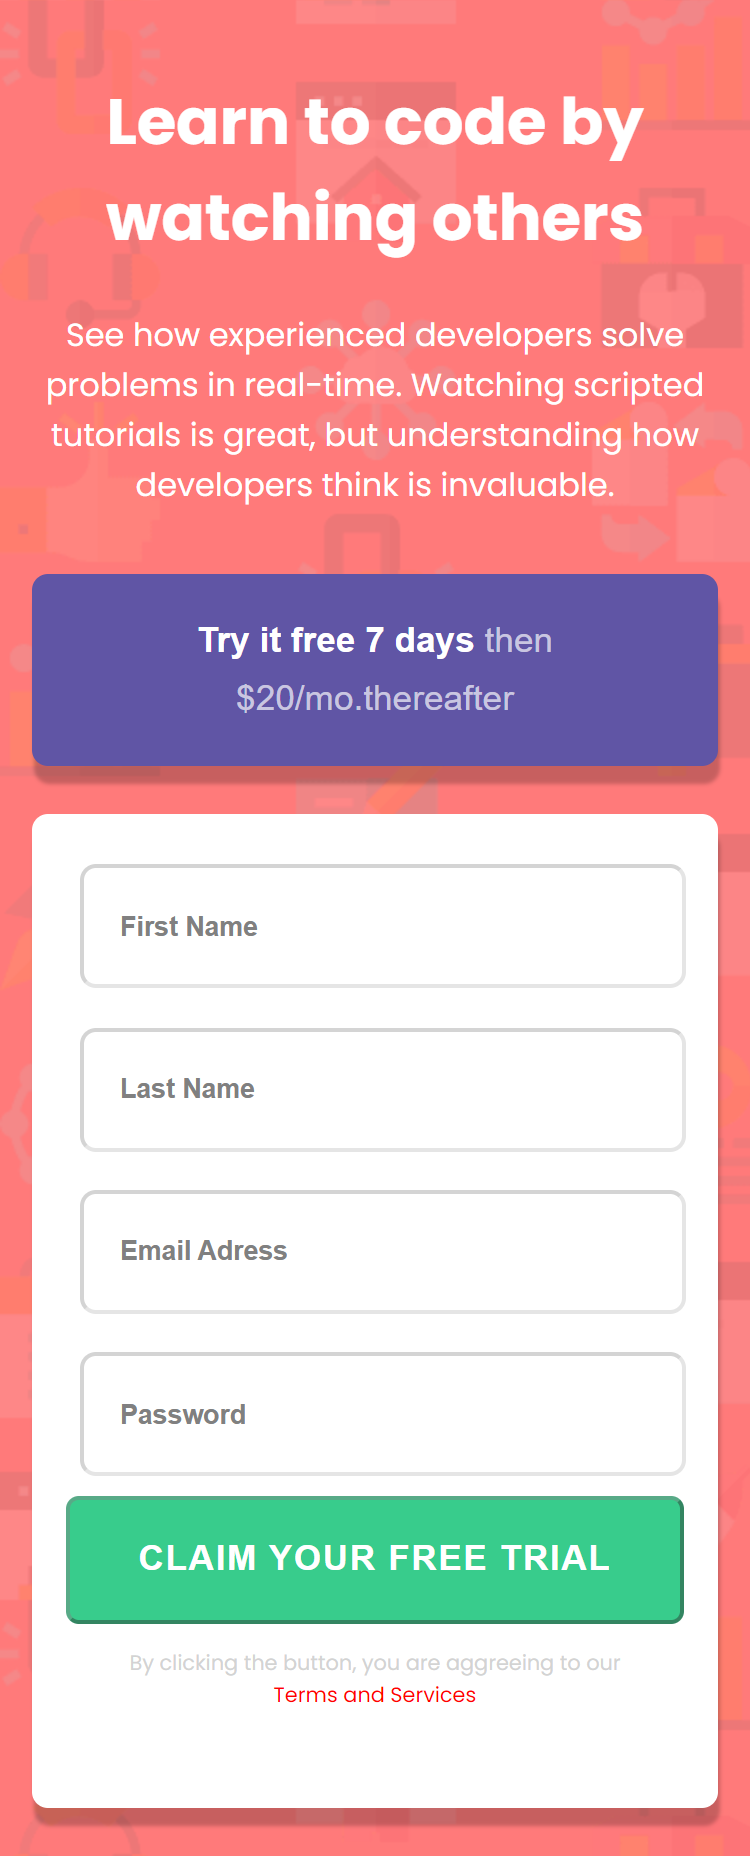 Learn to code by
watching others
See how experienced developers solve
problems in real-time. Watching scripted
tutorials is great, but understanding how
developers think is invaluable.
Try it free 7 days then
$20/mo.thereafter
First Name
Last Name
Email Adress
Password
CLAIM YOUR FREE TRIAL
By clicking the button, you are aggreeing to our
Terms and Services